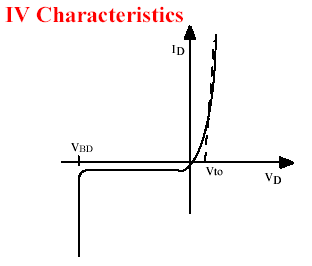 IV Characteristics
ID
VBD
Vto
VD